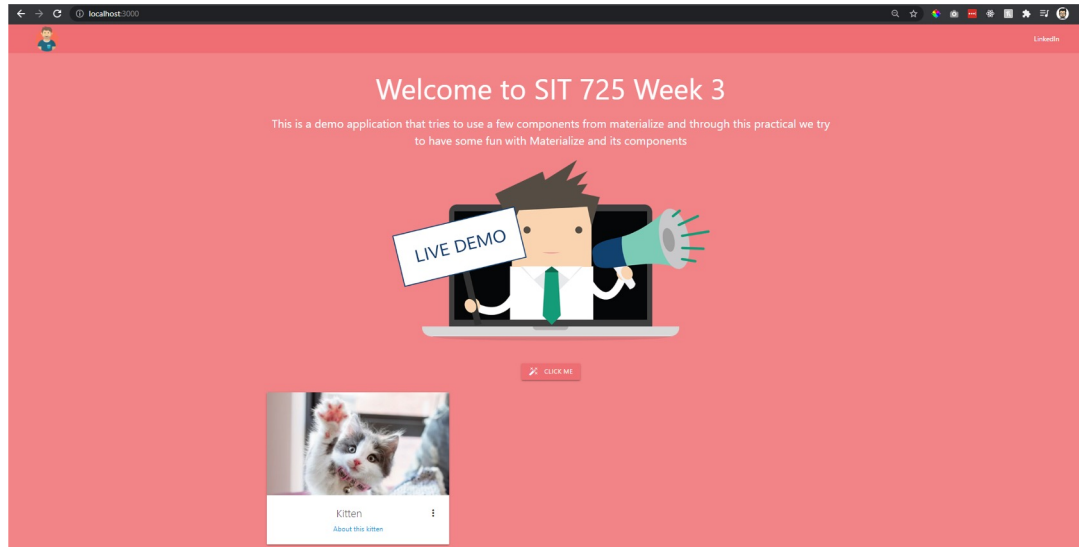 localhost:3000
LinkedIn
Welcome to SIT 725 Week 3
This is a demo application that tries to use a few components from materialize and through this practical we try
to have some fun with Materialize and its components
LIVE DEMO
CLICK ME
Kitten
About this kitten